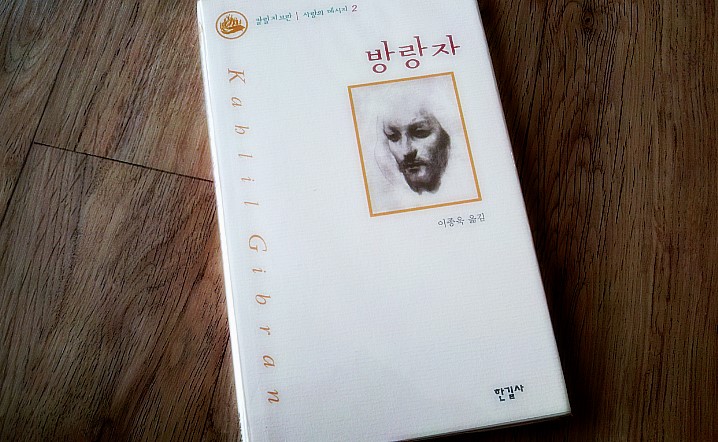 칼릴 지브란 | 사랑의 메시지 2
방랑자
Kahlil Gibran
이종욱 옮김
한길사